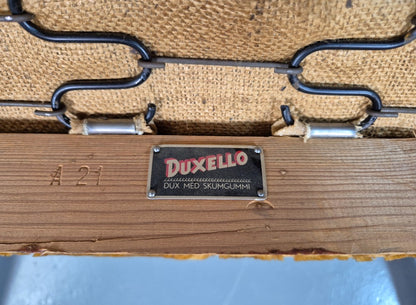 A 21
DUXELLO
DUX MED SKUMGUMMI